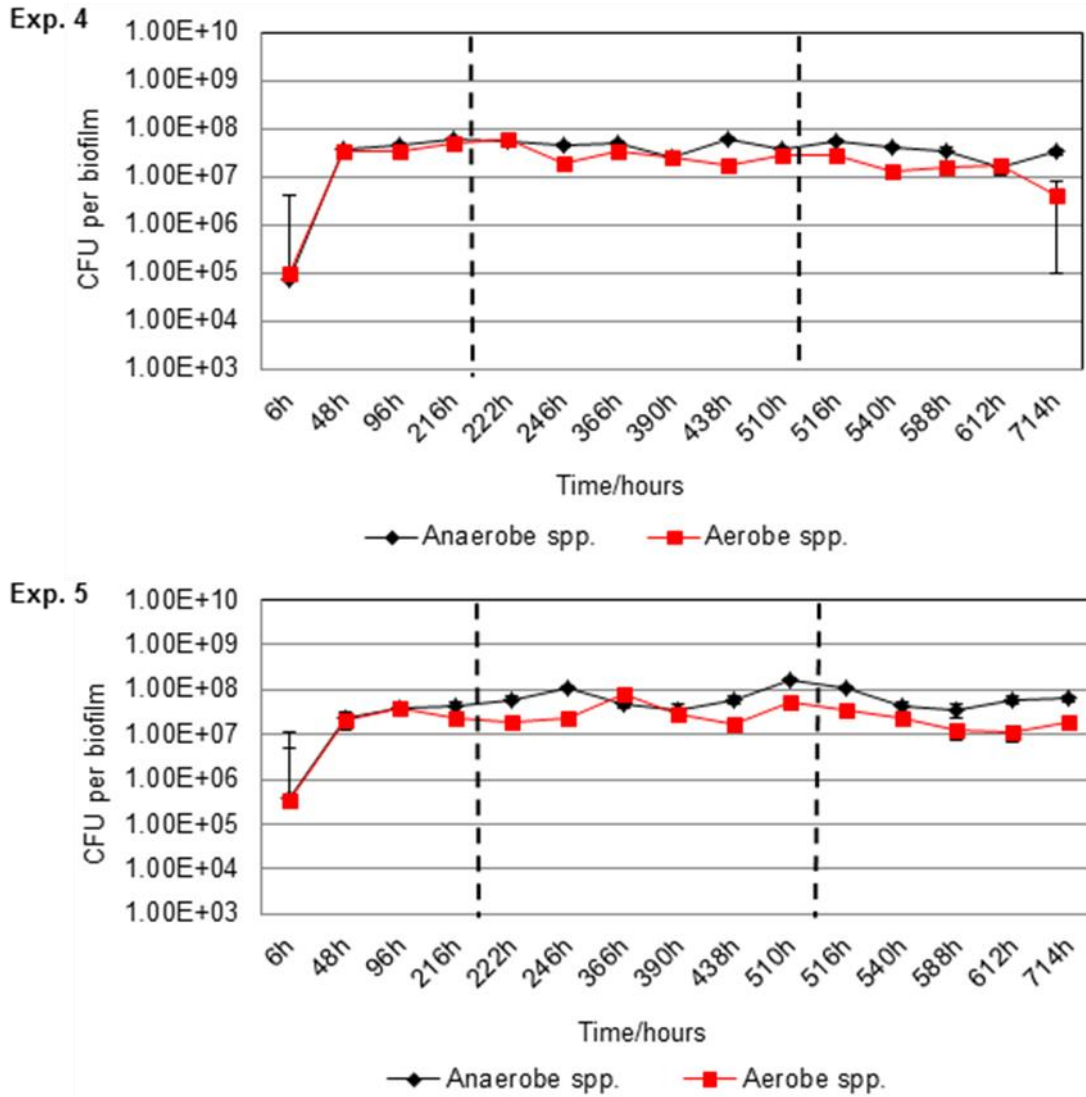 Exp. 4
1.00E+10
1.00E+09
1.00E+08
1.00E+07
1.00E+06
1.00E+05
1.00E+04
1.00E+03
CFU per biofilm
6h 48h 96h 216h 222h 246h 366h 390h 438h 510h 516h 540h 588h 612h 714h
Time/hours
Anaerobe spp. Aerobe spp.
Exp. 5
1.00E+10
1.00E+09
1.00E+08
1.00E+07
1.00E+06
1.00E+05
1.00E+04
1.00E+03
CFU per biofilm
6h 48h 96h 216h 222h 246h 366h 390h 438h 510h 516h 540h 588h 612h 714h
Time/hours
Anaerobe spp. Aerobe spp.